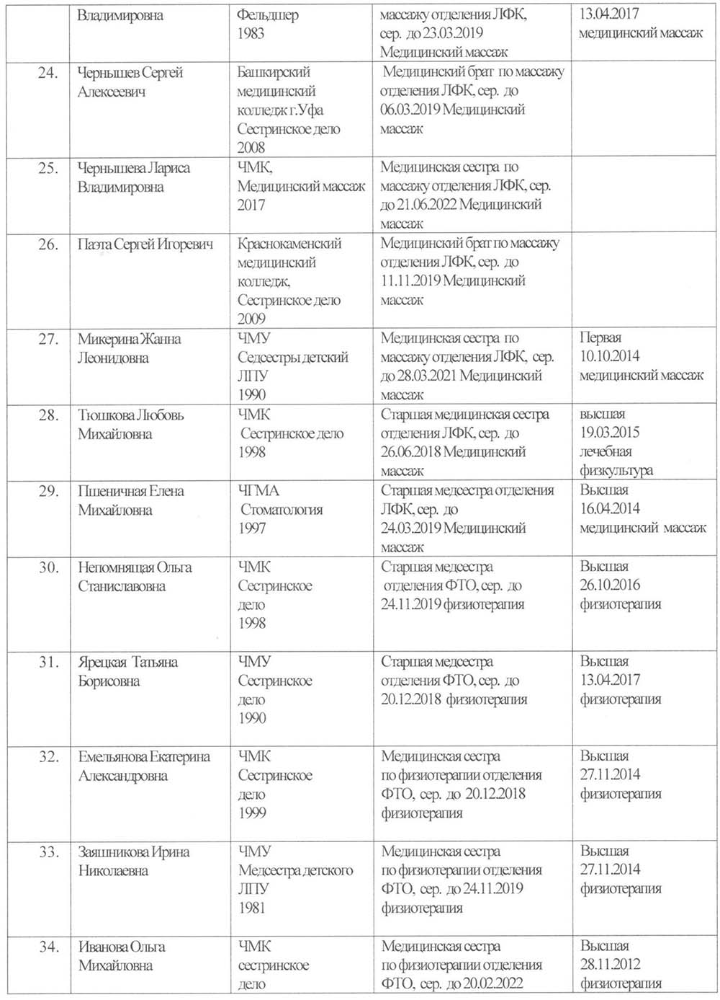 Владимировна
Фельдшер
1983
массажу отделения ЛФК,
сер. до 23.03.2019
Медицинский массаж
13.04.2017
медицинский массаж
24.
Чернышев Сергей
Алексеевич
Башкирский
медицинский
колледж г.Уфа
Сестринское дело
2008
Медицинский брат по массажу
отделения ЛФК, сер. до
06.03.2019 Медицинский
массаж
25.
Чернышева Лариса
Владимировна
ЧМК,
Медицинский массаж
2017
Медицинская сестра по
массажу отделения ЛФК, сер.
до 21.06.2022 Медицинский
массаж
26.
Паэта Сергей Игоревич
Краснокаменский
медицинский
колледж,
Сестринское дело
2009
Медицинский брат по массажу
отделения ЛФК, сер. до
11.11.2019 Медицинский
массаж
27.
Микерина Жанна
Леонидовна
ЧМУ
Седсестры детский
ЛПУ
1990
Медицинская сестра по
массажу отделения ЛФК, сер.
до 28.03.2021 Медицинский
массаж
Первая
10.10.2014
медицинский массаж
28.
Тюшкова Любовь
Михайловна
ЧМК
Сестринское дело
1998
Старшая медицинская сестра
отделения ЛФК, сер. до
26.06.2018 Медицинский
массаж
высшая
19.03.2015
лечебная
физкультура
29.
Пшеничная Елена
Михайловна
ЧГМА
Стоматология
1997
Старшая медсестра отделения
ЛФК, сер. до
24.03.2019 Медицинский
массаж
Высшая
16.04.2014
медицинский массаж
30.
Непомнящая Ольга
Станиславовна
ЧМК
Сестринское
дело
1998
Старшая медсестра
отделения ФТО, сер. до
24.11.2019 физиотерапия
Высшая
26.10.2016
физиотерапия
31.
Ярецкая Татьяна
Борисовна
ЧМУ
Сестринское
дело
1990
Старшая медсестра
отделения ФТО, сер. до
20.12.2018 физиотерапия
Высшая
13.04.2017
физиотерапия
32.
Емельянова Екатерина
Александровна
ЧМК
Сестринское
дело
1999
Медицинская сестра
по физиотерапии отделения
ФТО, сер. до 20.12.2018
физиотерапия
Высшая
27.11.2014
физиотерапия
33.
Заяшникова Ирина
Николаевна
ЧМУ
Медсестра детского
ЛПУ
1981
Медицинская сестра
по физиотерапии отделения
ФТО, сер. до 24.11.2019
физиотерапия
Высшая
27.11.2014
физиотерапия
34.
Иванова Ольга
Михайловна
ЧМК
сестринское
дело
Медицинская сестра
по физиотерапии отделения
ФТО, сер. до 20.02.2022
Высшая
28.11.2012
физиотерапия